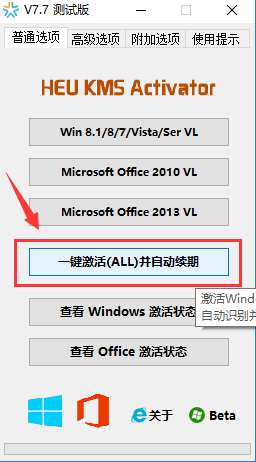 V7.7 测试版
普通选项 高级选项 附加选项 使用提示
HEU KMS Activator
Win 8.1/8/7/Vista/Ser VL
Microsoft Office 2010 VL
Microsoft Office 2013 VL
一键激活(ALL)并自动续期
激活Wind
自动识别并
查看 Windows 激活状态
查看 Office 激活状态
关于 Beta